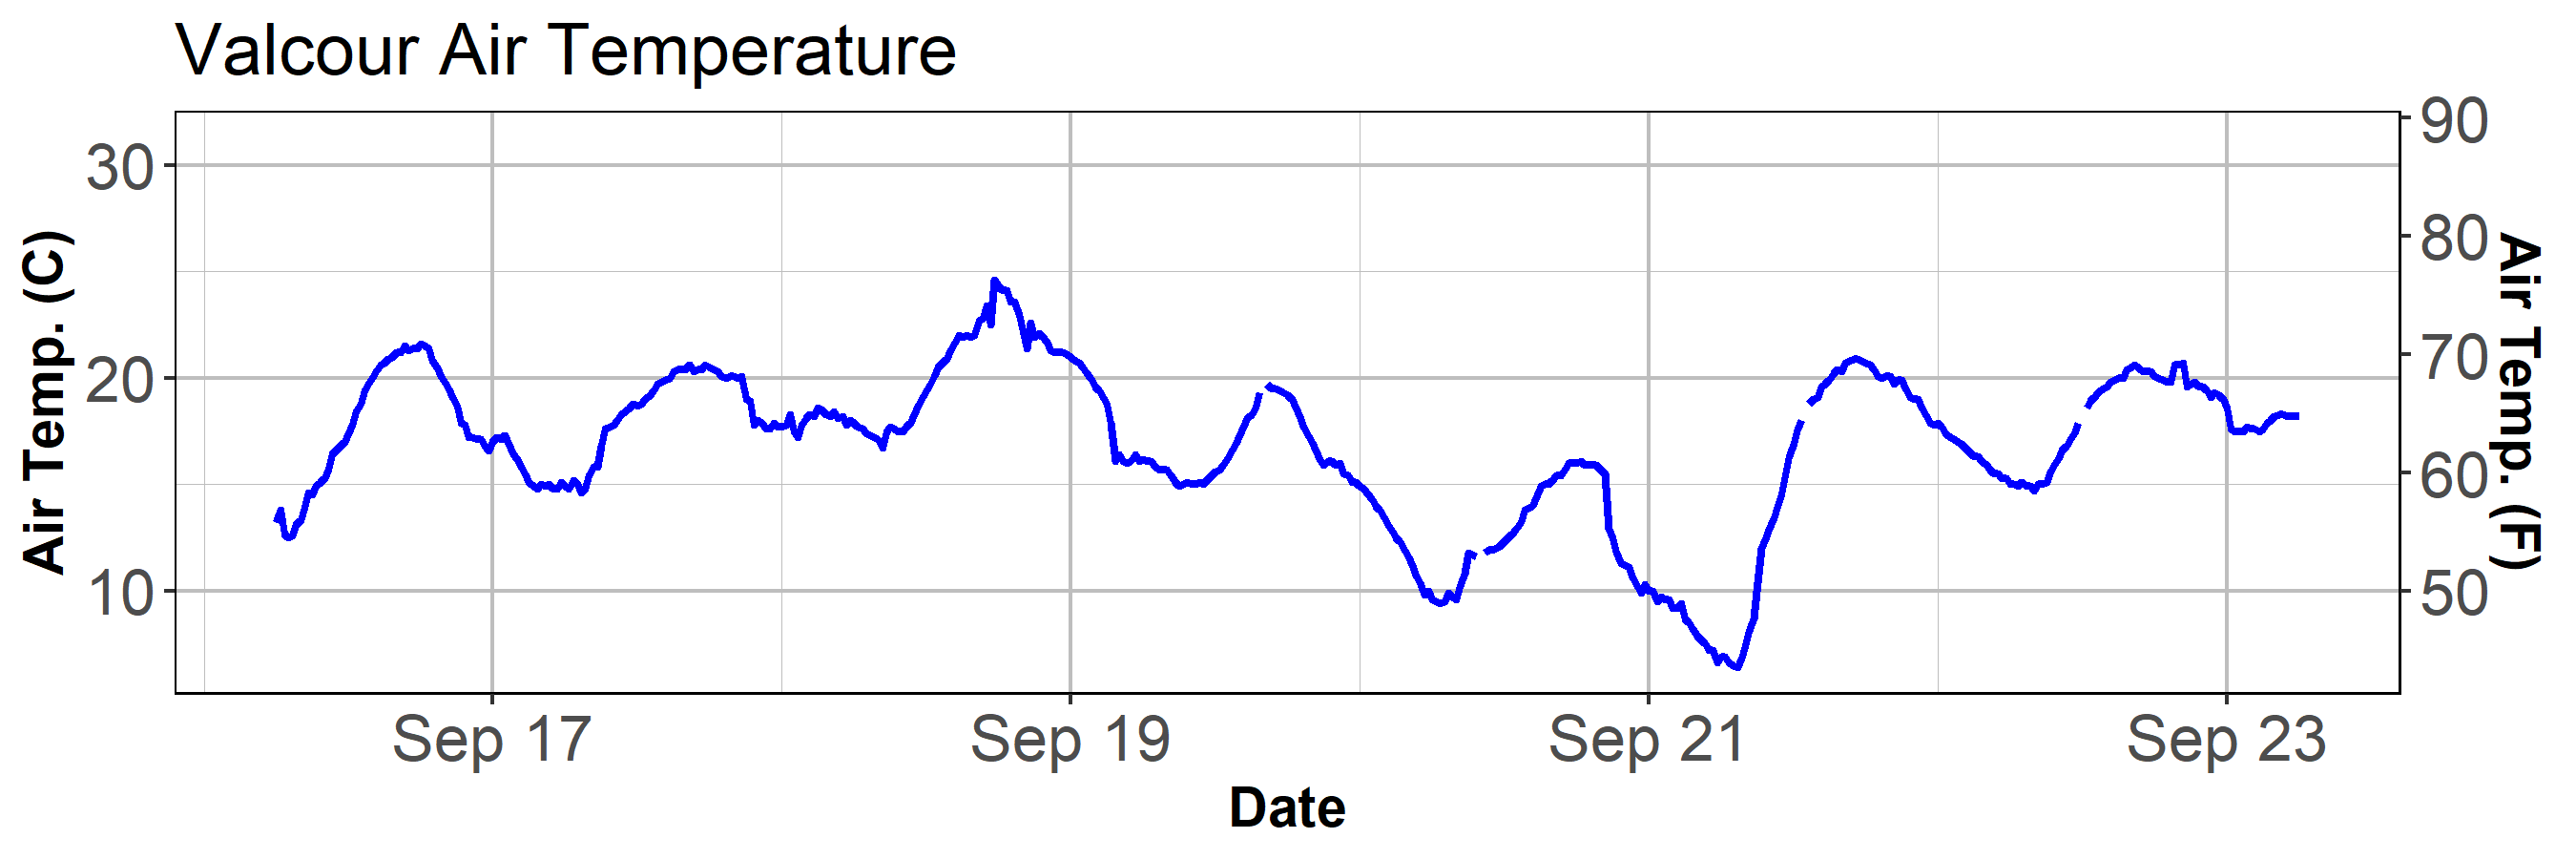 Valcour Air Temperature
Air Temp. (C)
30
20
10
90
80
70
60
50
Air Temp. (F)
Sep 17
Sep 19
Sep 21
Sep 23
Date